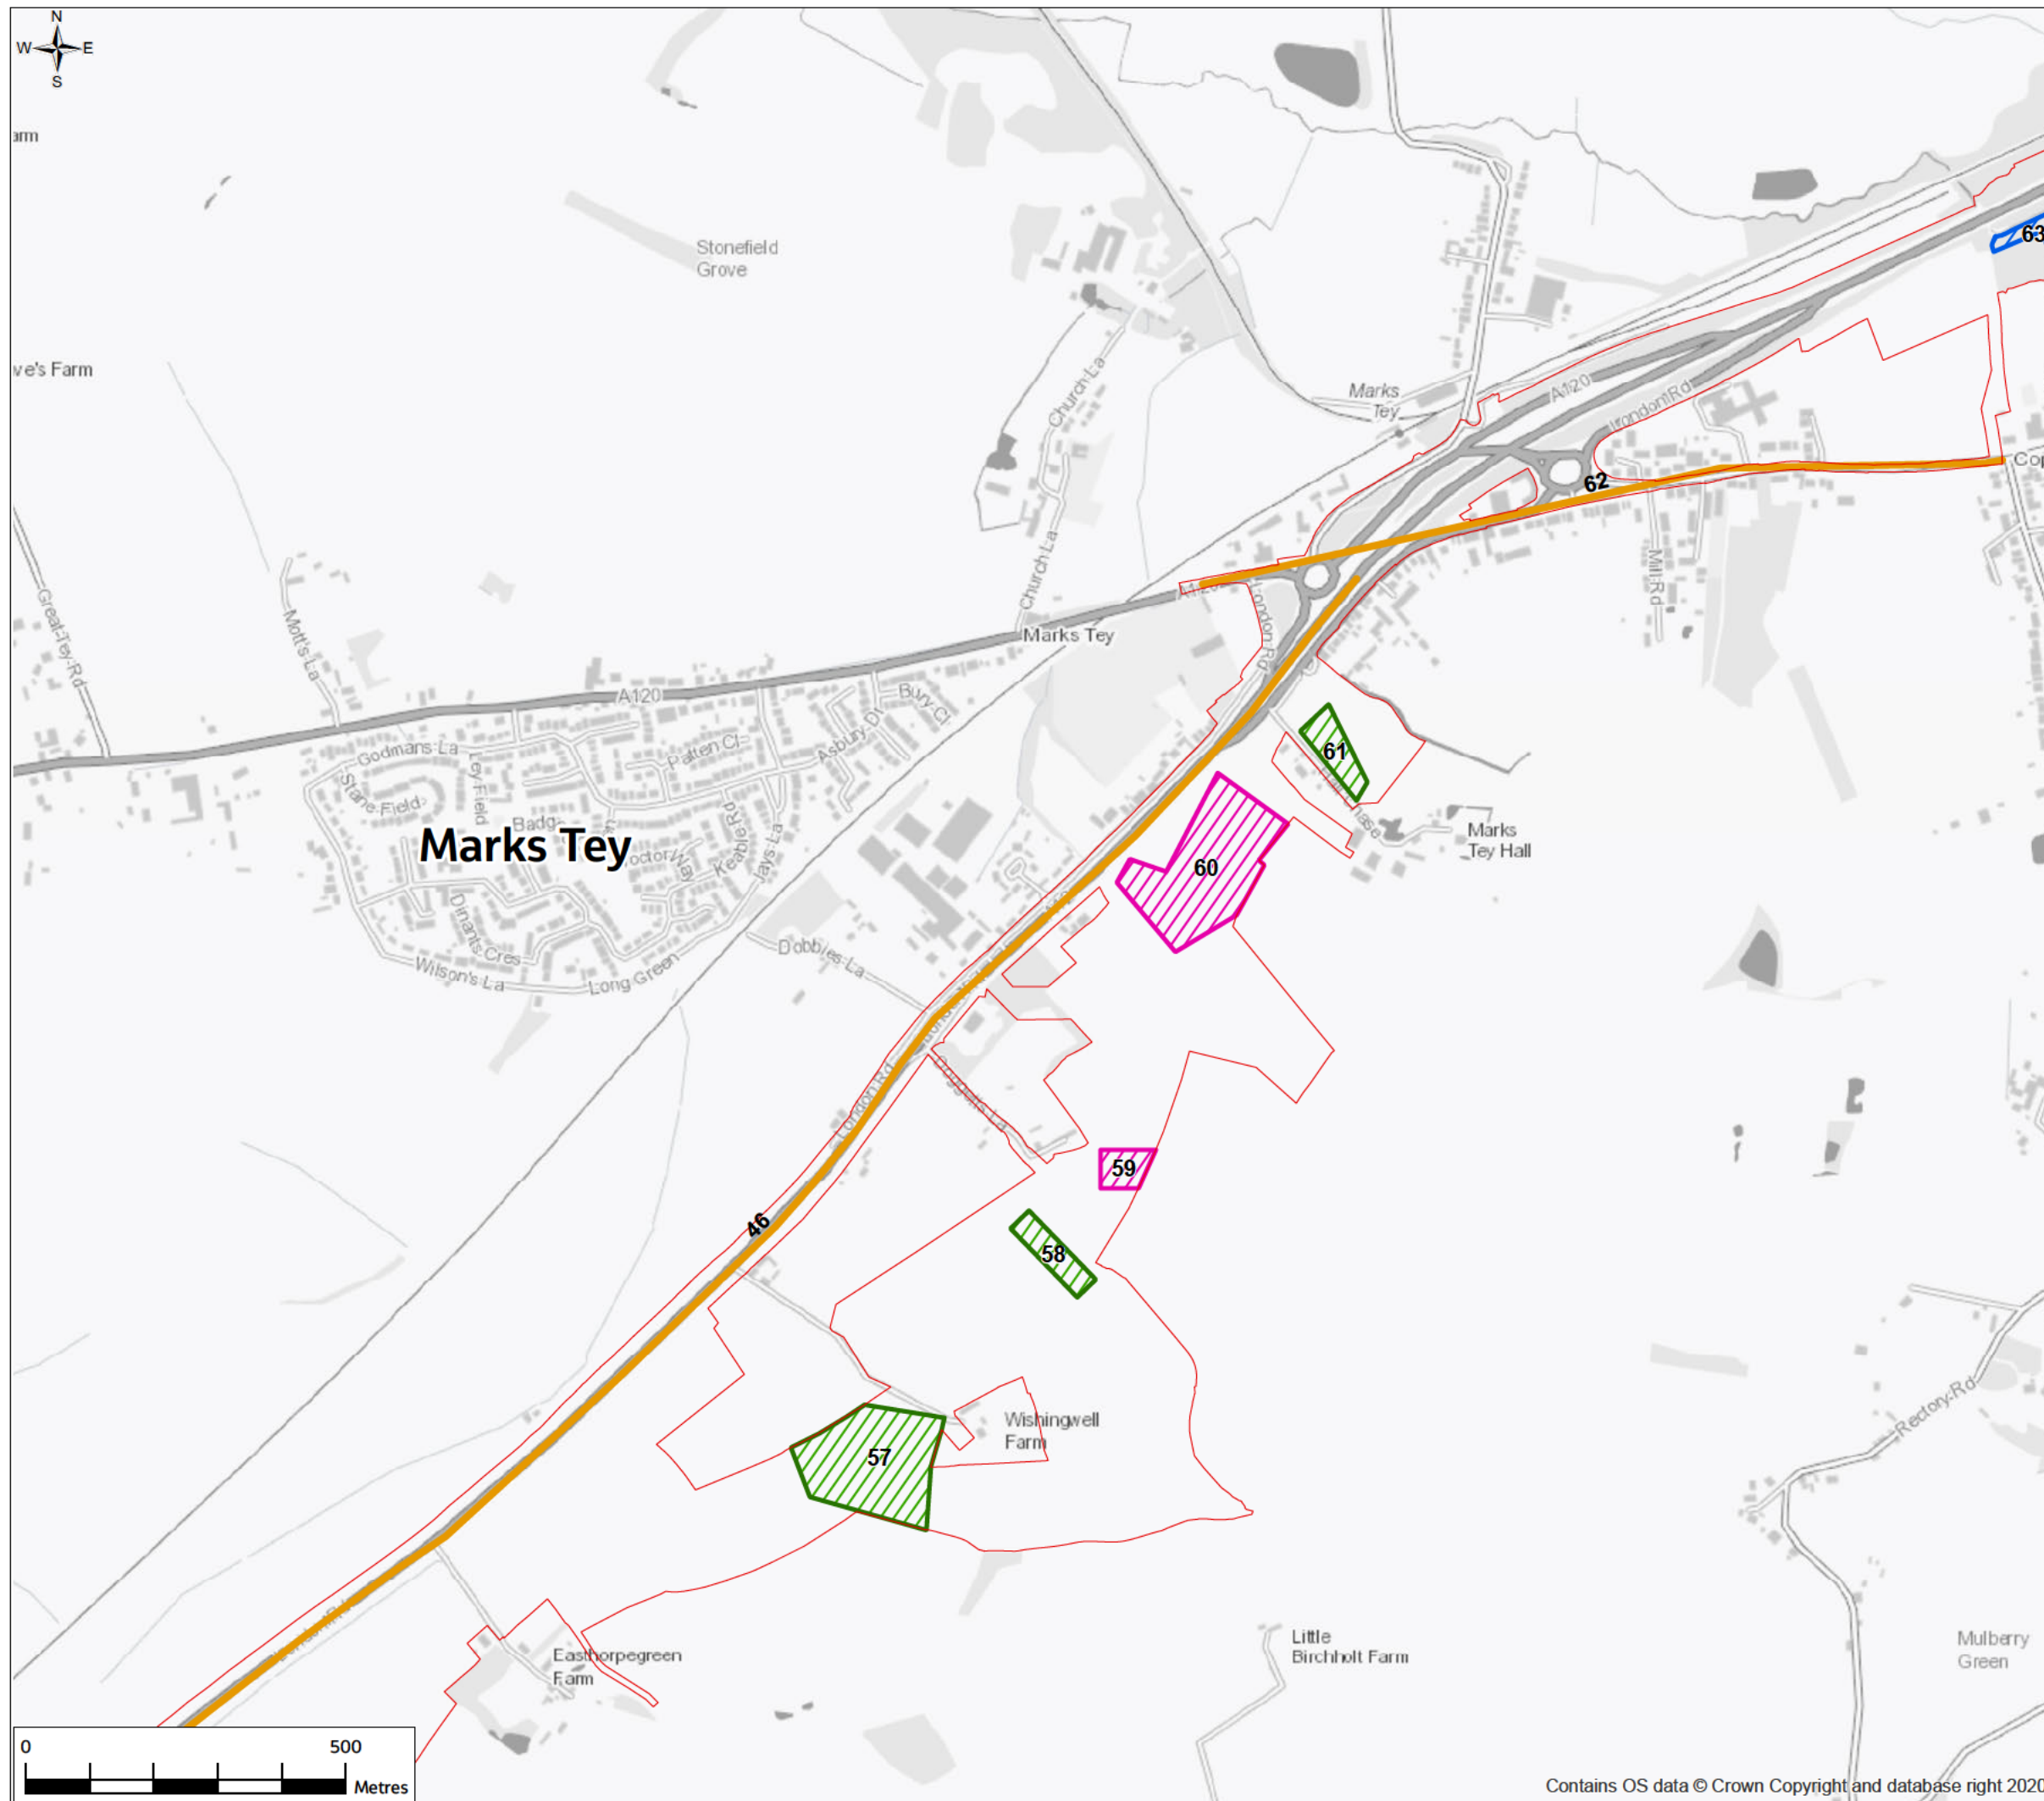 N
W E
S
63
Stonefield
Grove
Church La
Marks
Tey
A120
London Rd
62
Mill Rd
Church La
London Rd
Marks Tey
Great Tey Rd
Mott's La
A120
Bury Cl
Asbury Dr
Patten Cl
Godmans La
Ley Field
Stane Field
61
Marks Tey
Keable Rd
Jays La
Marks
Tey Hall
60
Dinants Cres
Wilson's La
Long Green
Dobbies La
London Rd
59
46
58
Wishingwell
Farm
57
Rectory Rd
Easthorpegreen
Farm
Little
Birchholt Farm
Mulberry
Green
0 500
Metres
Contains OS data © Crown Copyright and database right 2020